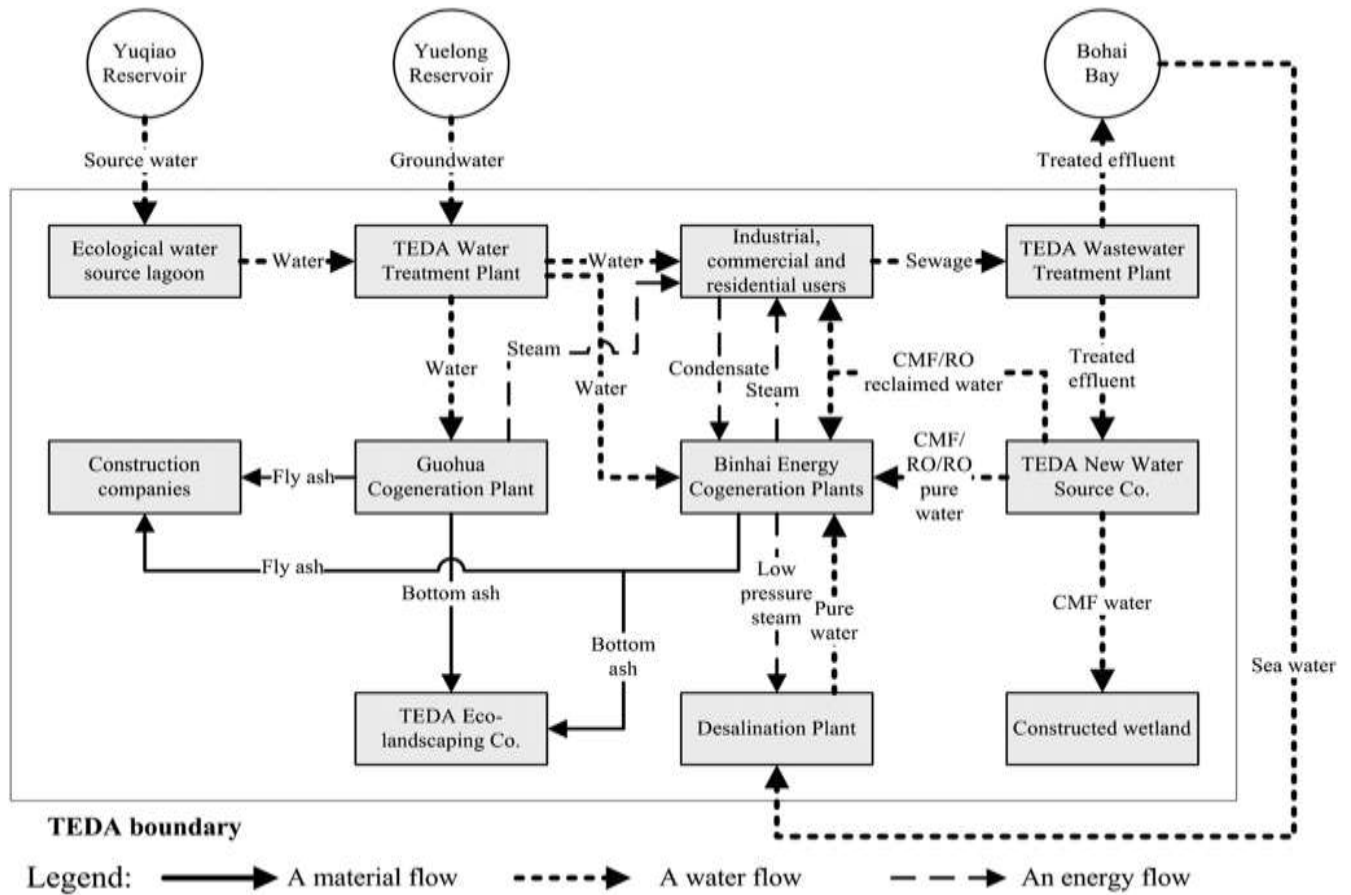 Yuqiao
Reservoir
Yuelong
Reservoir
Bohai
Bay
Source water
Groundwater
Treated effluent
Ecological water
source lagoon
Water
TEDA Water
Treatment Plant
Water
Industrial,
commercial and
residential users
Sewage
TEDA Wastewater
Treatment Plant
Steam
Water
Water
Condensate
Steam
CMF/RO
reclaimed water
Treated
effluent
Construction
companies
Fly ash
Guohua
Cogeneration Plant
Binhai Energy
Cogeneration Plants
CMF/
RO/RO
pure
water
TEDA New Water
Source Co.
Fly ash
Bottom ash
Bottom
ash
Low
pressure
steam
Pure
water
CMF water
Sea water
TEDA Eco-
landscaping Co.
Desalination Plant
Constructed wetland
TEDA boundary
Legend: A material flow A water flow An energy flow